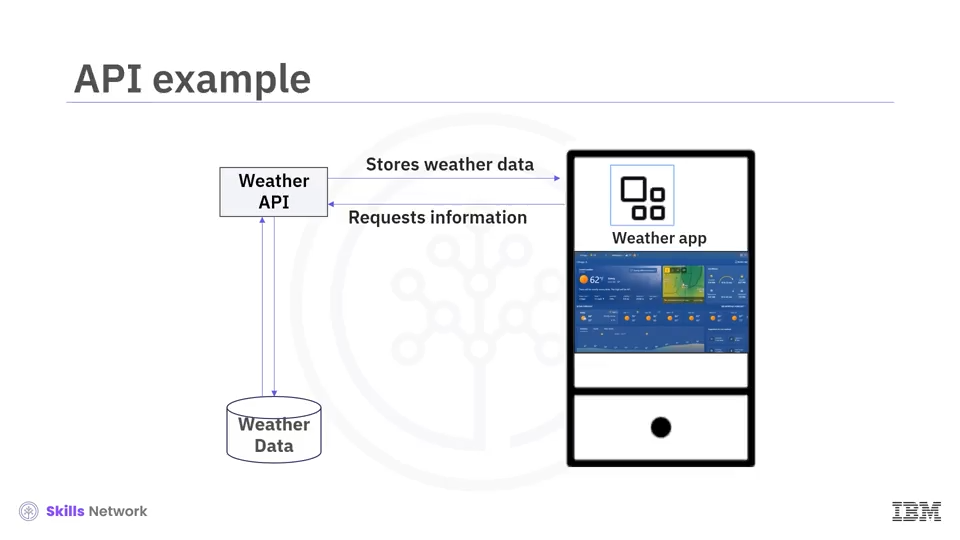 API example
Stores weather data
Weather
API
Requests information
Weather app
62°
Weather
Data
Skills Network
IBM